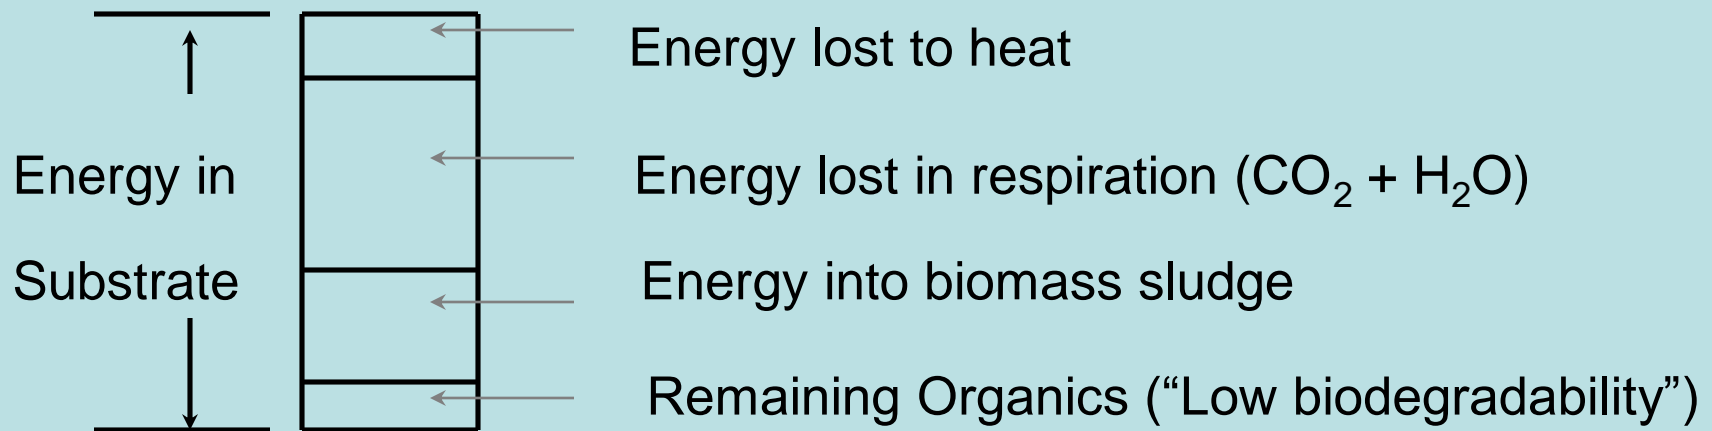 Energy lost to heat
Energy in
Energy lost in respiration (CO₂ + H₂O)
Substrate
Energy into biomass sludge
Remaining Organics (“Low biodegradability”)